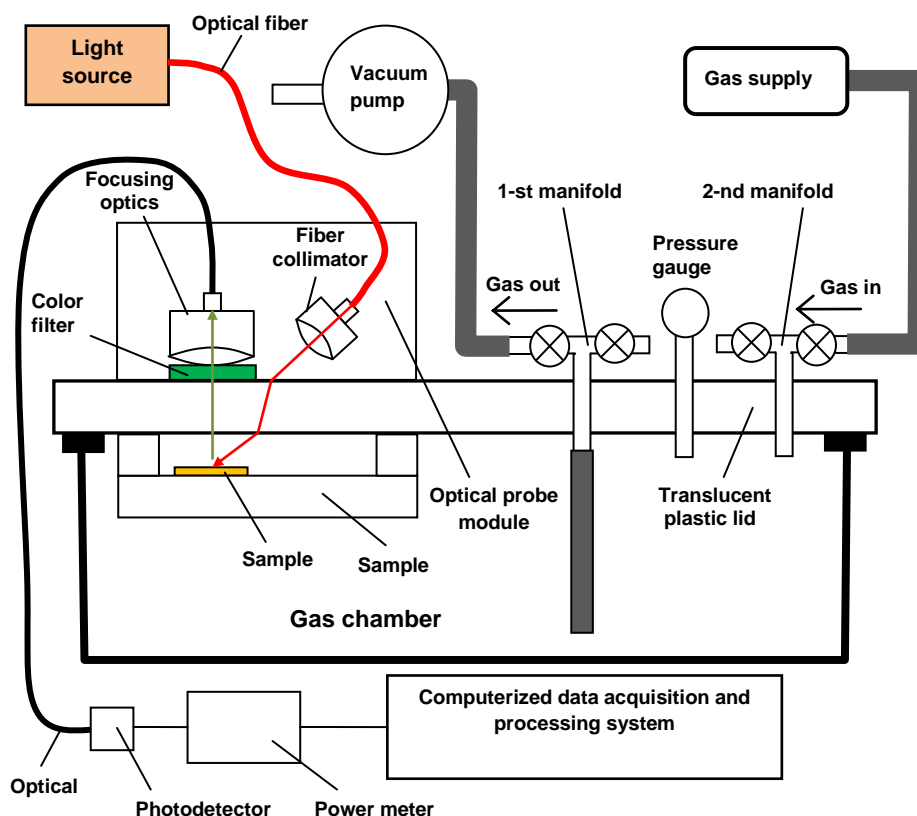 Optical fiber
Light
source
Vacuum
pump
Gas supply
Focusing
optics
1-st manifold
2-nd manifold
Fiber
collimator
Pressure
gauge
Gas out
Gas in
Color
filter
Optical probe
module
Translucent
plastic lid
Sample
Sample
Gas chamber
Computerized data acquisition and
processing system
Optical
Photodetector
Power meter